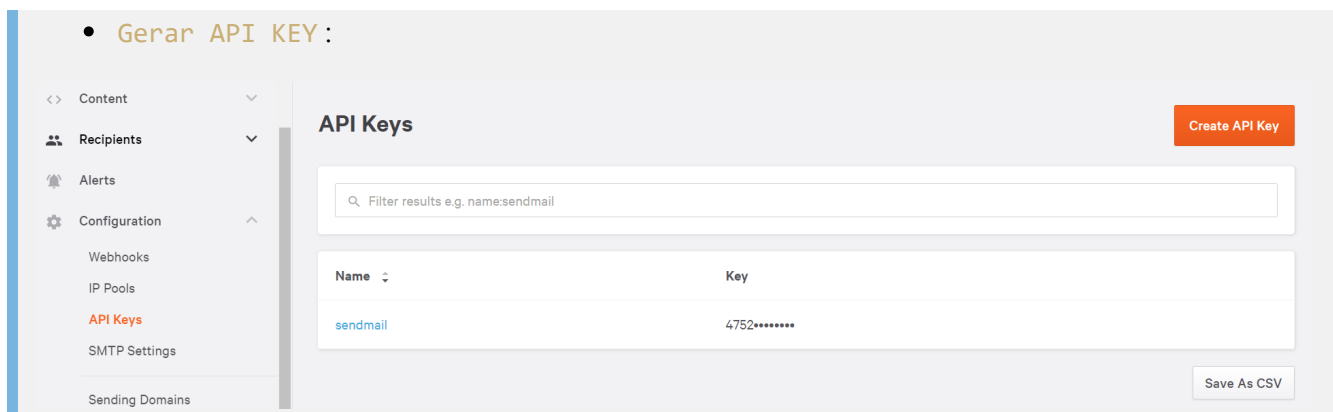 • Gerar API KEY:
Content
Recipients
Alerts
Configuration
Webhooks
IP Pools
API Keys
SMTP Settings
Sending Domains
API Keys
Create API Key
Filter results e.g. name:sendmail
Name Key
sendmail 4752••••••••
Save As CSV